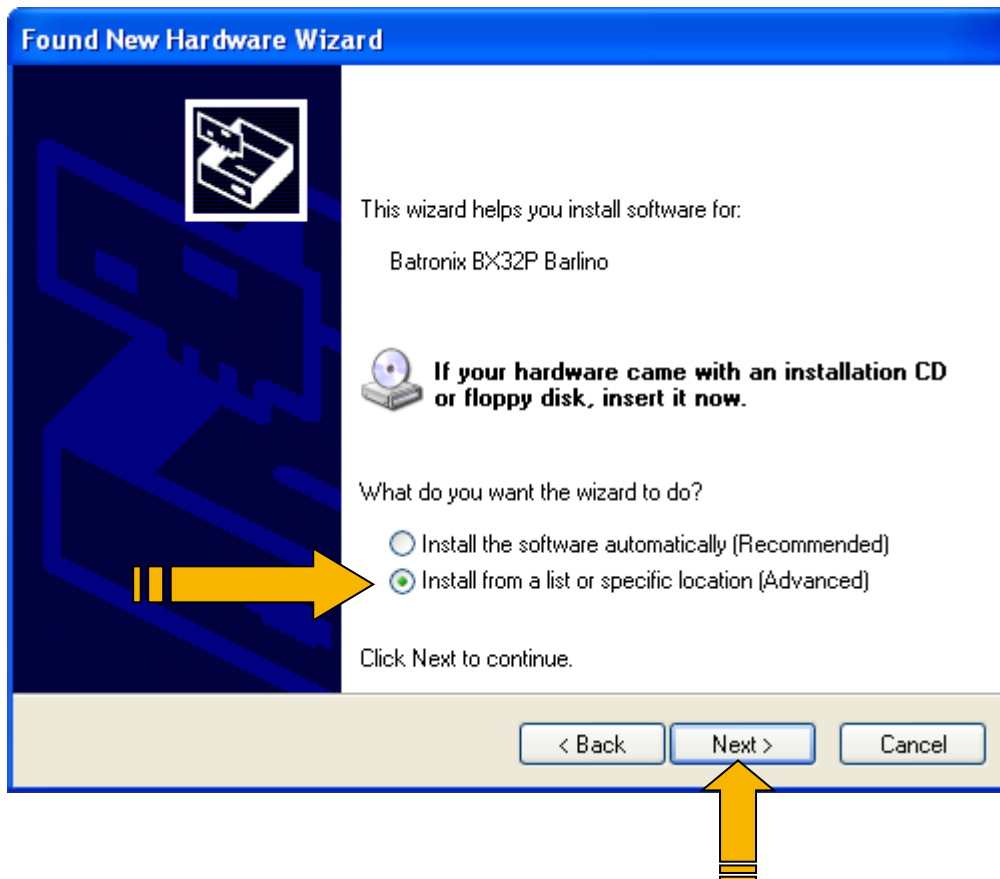 Found New Hardware Wizard
This wizard helps you install software for:
Batronix BX32P Barlino
If your hardware came with an installation CD
or floppy disk, insert it now.
What do you want the wizard to do?
Install the software automatically (Recommended)
Install from a list or specific location (Advanced)
Click Next to continue.
< Back
Next >
Cancel